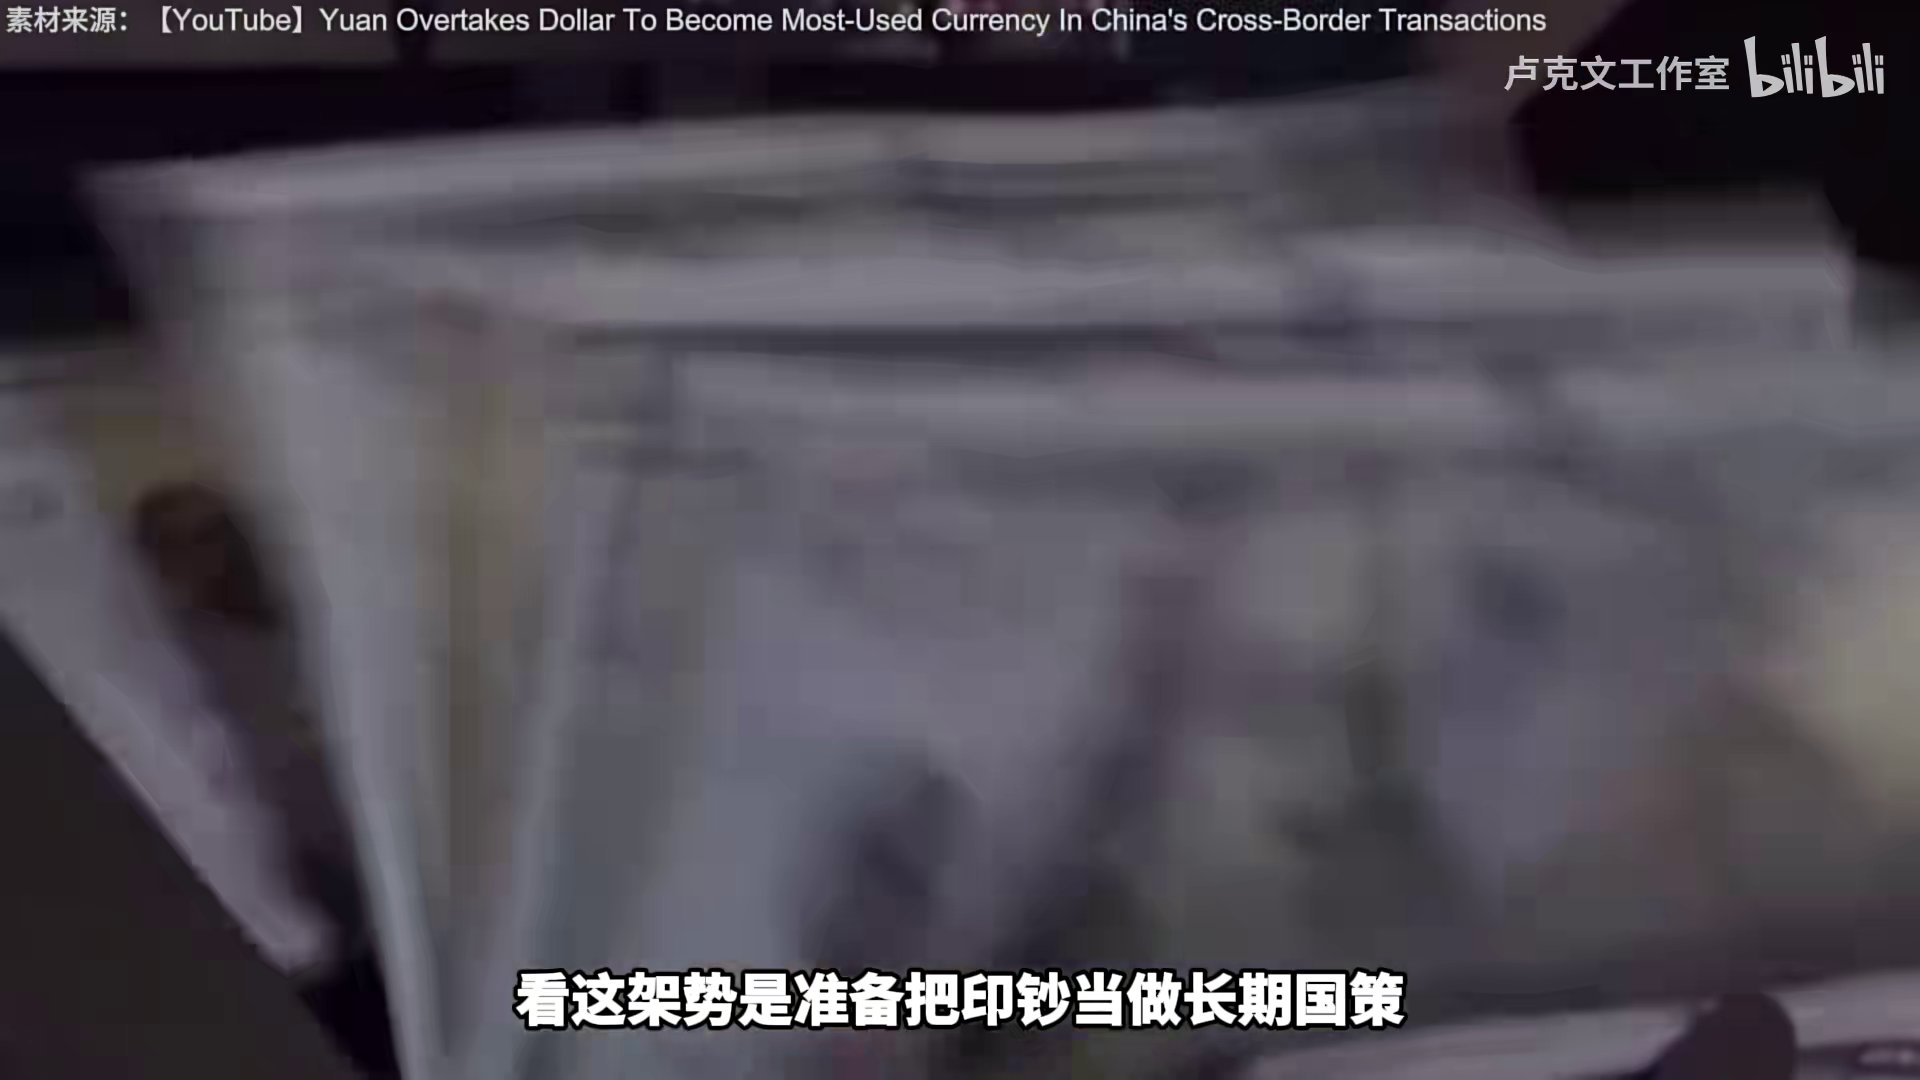 素材来源：【YouTube】Yuan Overtakes Dollar To Become Most-Used Currency In China's Cross-Border Transactions
卢克文工作室 bilibili
看这架势是准备把印钞当做长期国策